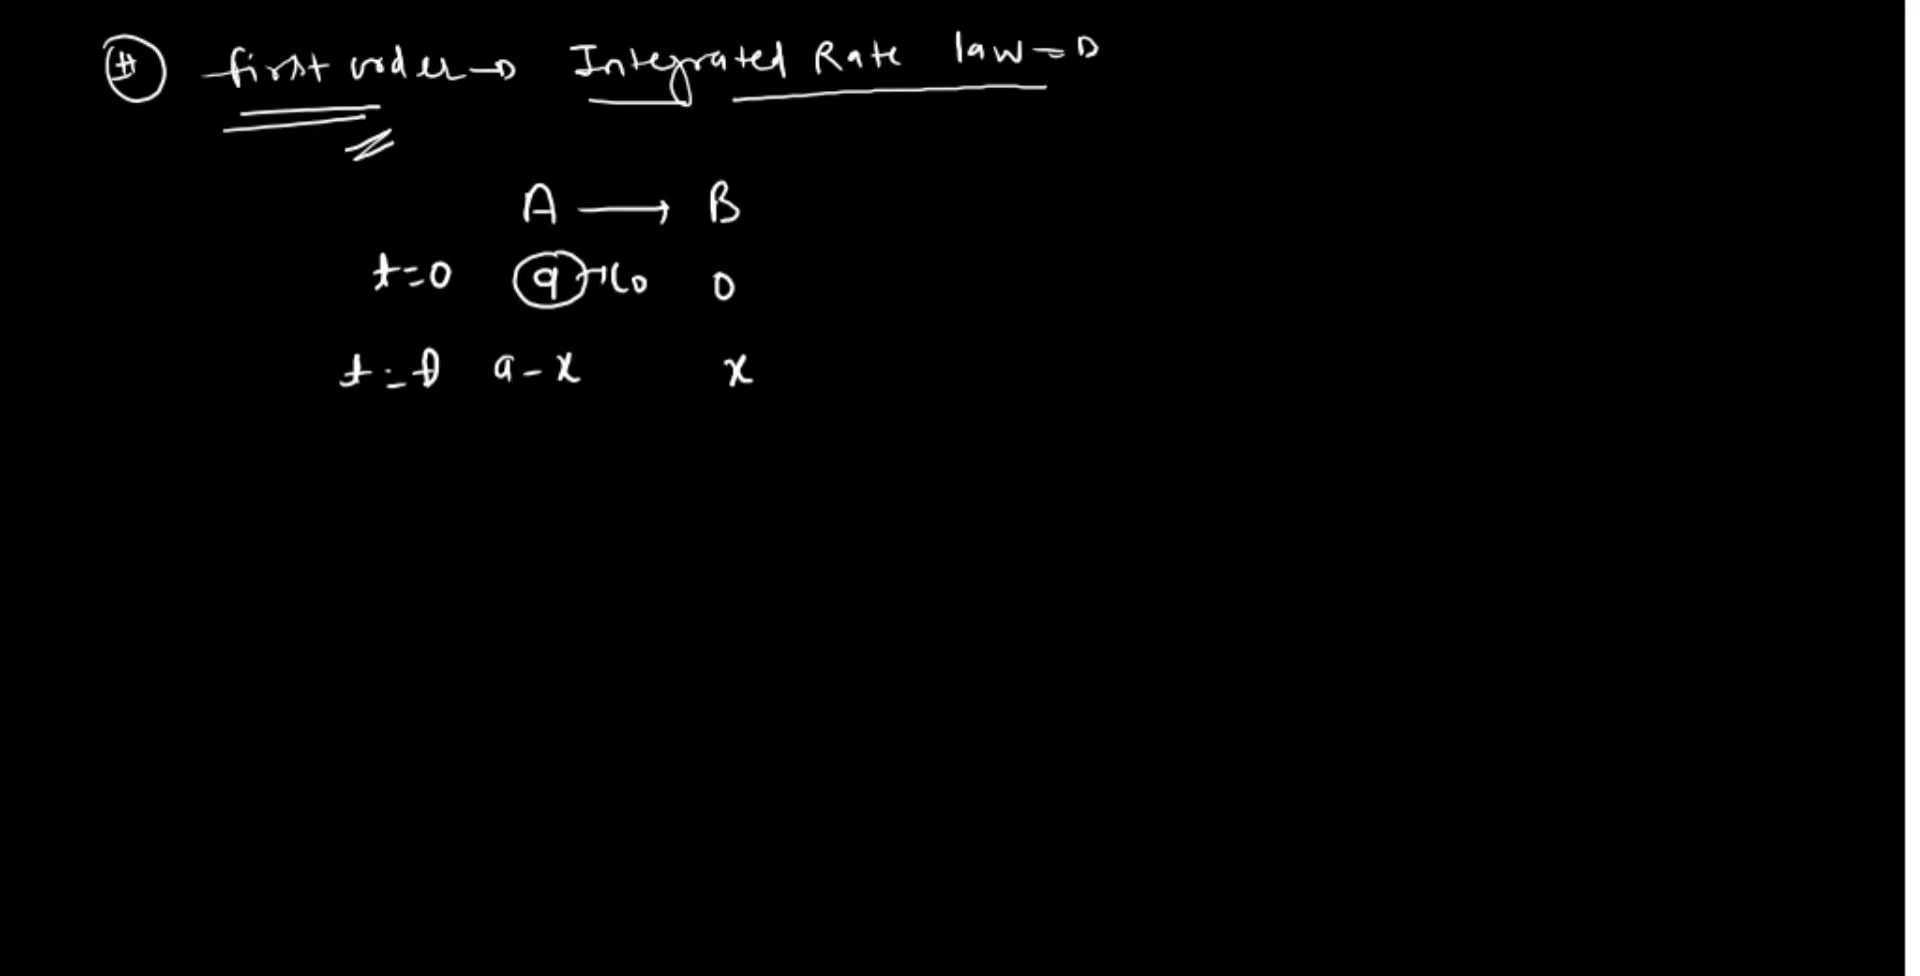 # first order → Integrated Rate law ⇒
A → B
t=0 a → C0 0
t=t a-x x